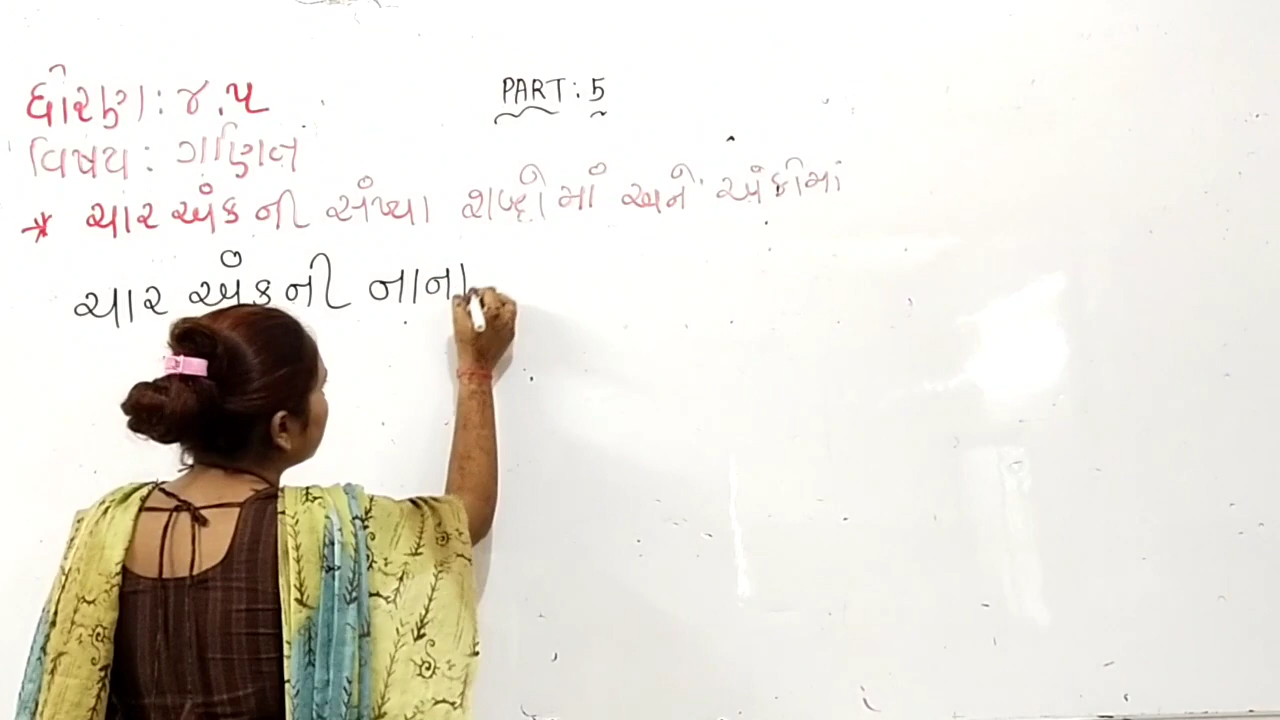 PART: 5
ધોરણ: ૪.૫
વિષય: ગણિત
* ચાર અંક ની સંખ્યા શબ્દોમાં અને અંકોમાં
ચાર અંકની નાના